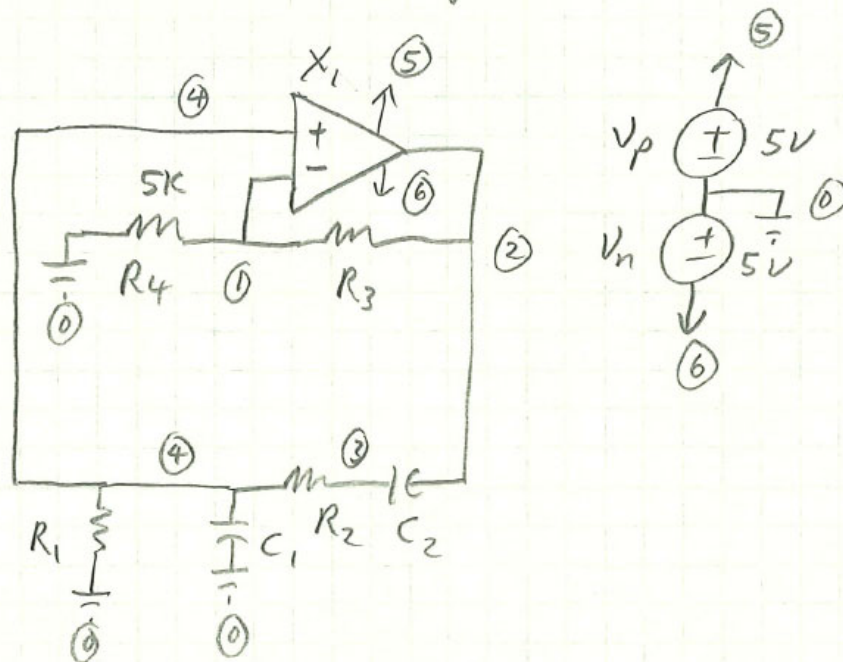 X₁
⑤
④
+
−
⑥
5K
R₄
①
R₃
②
⓪
④
③
R₁
C₁
R₂
C₂
⓪
⓪
⑤
Vp
+
−
5V
⓪
Vn
+
−
5V
⑥